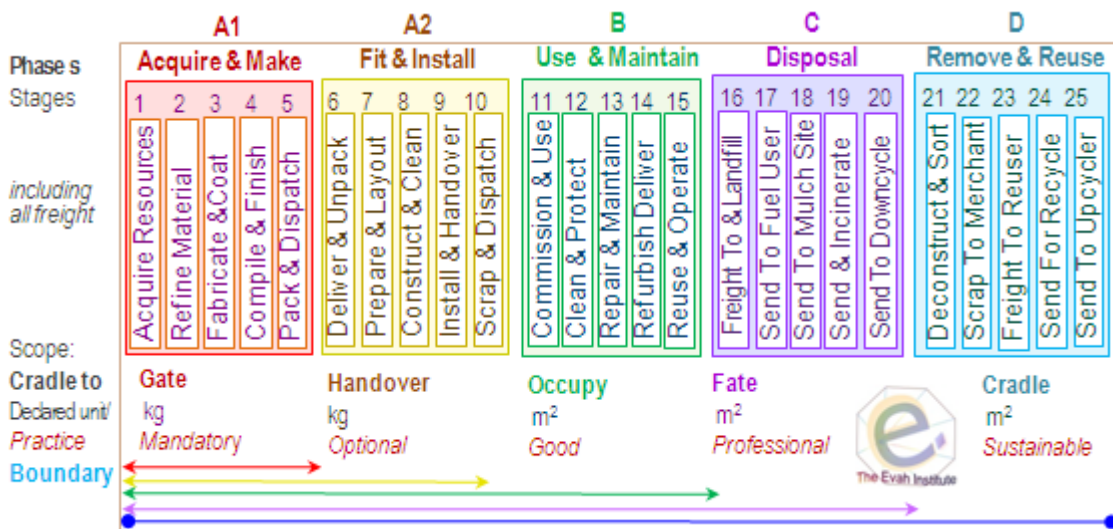 A1 A2 B C D
Phases Acquire & Make Fit & Install Use & Maintain Disposal Remove & Reuse
Stages 1 2 3 4 5 6 7 8 9 10 11 12 13 14 15 16 17 18 19 20 21 22 23 24 25
including
all freight
Acquire Resources
Refine Material
Fabricate &Coat
Compile & Finish
Pack & Dispatch
Deliver & Unpack
Prepare & Layout
Construct & Clean
Install & Handover
Scrap & Dispatch
Commission & Use
Clean & Protect
Repair & Maintain
Refurbish Deliver
Reuse & Operate
Freight To &Landfill
Send To Fuel User
Send To Mulch Site
Send & Incinerate
Send To Downcycle
Deconstruct & Sort
Scrap To Merchant
Freight To Reuser
Send For Recycle
Send To Upcycler
Scope:
Cradle to Gate Handover Occupy Fate Cradle
Declared unit/ kg kg m² m² m²
Practice Mandatory Optional Good Professional Sustainable
Boundary
e
The Evah Institute